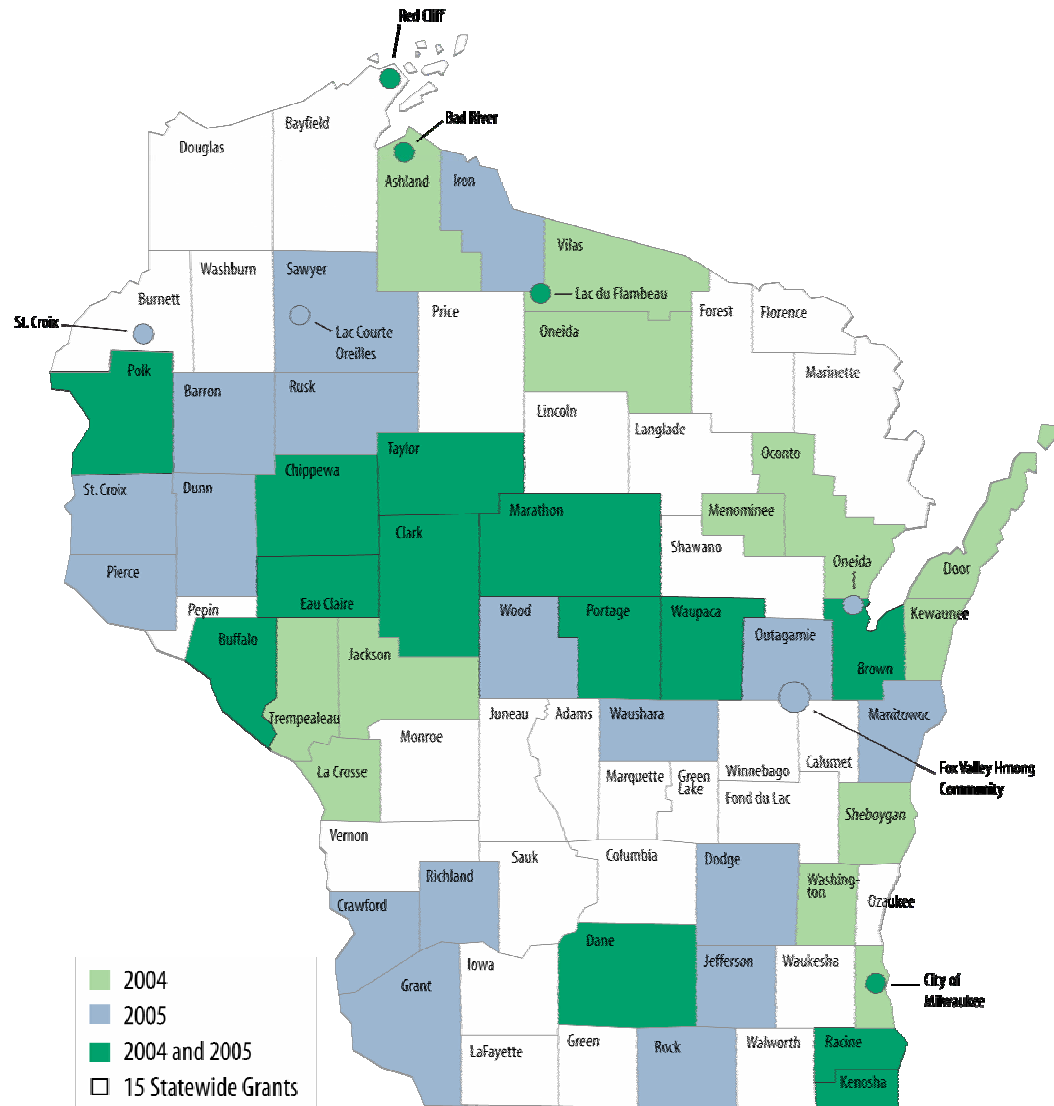 Red Cliff
Bad River
Bayfield
Douglas
Ashland
Iron
Vilas
Washburn
Sawyer
Burnett
Lac du Flambeau
St. Croix
Price
Forest
Florence
Lac Courte
Oreilles
Oneida
Polk
Marinette
Barron
Rusk
Lincoln
Langlade
Taylor
Oconto
Chippewa
St. Croix
Dunn
Marathon
Menominee
Clark
Shawano
Pierce
Oneida
Door
Eau Claire
Pepin
Wood
Portage
Waupaca
Kewaunee
Buffalo
Outagamie
Jackson
Brown
Trempealeau
Juneau
Adams
Waushara
Manitowoc
Monroe
La Crosse
Marquette
Green
Lake
Winnebago
Calumet
Fox Valley Hmong
Community
Fond du Lac
Sheboygan
Vernon
Sauk
Columbia
Dodge
Richland
Washing-
ton
Ozaukee
Crawford
Dane
Iowa
Jefferson
Waukesha
Grant
City of
Milwaukee
2004
2005
2004 and 2005
15 Statewide Grants
LaFayette
Green
Rock
Walworth
Racine
Kenosha